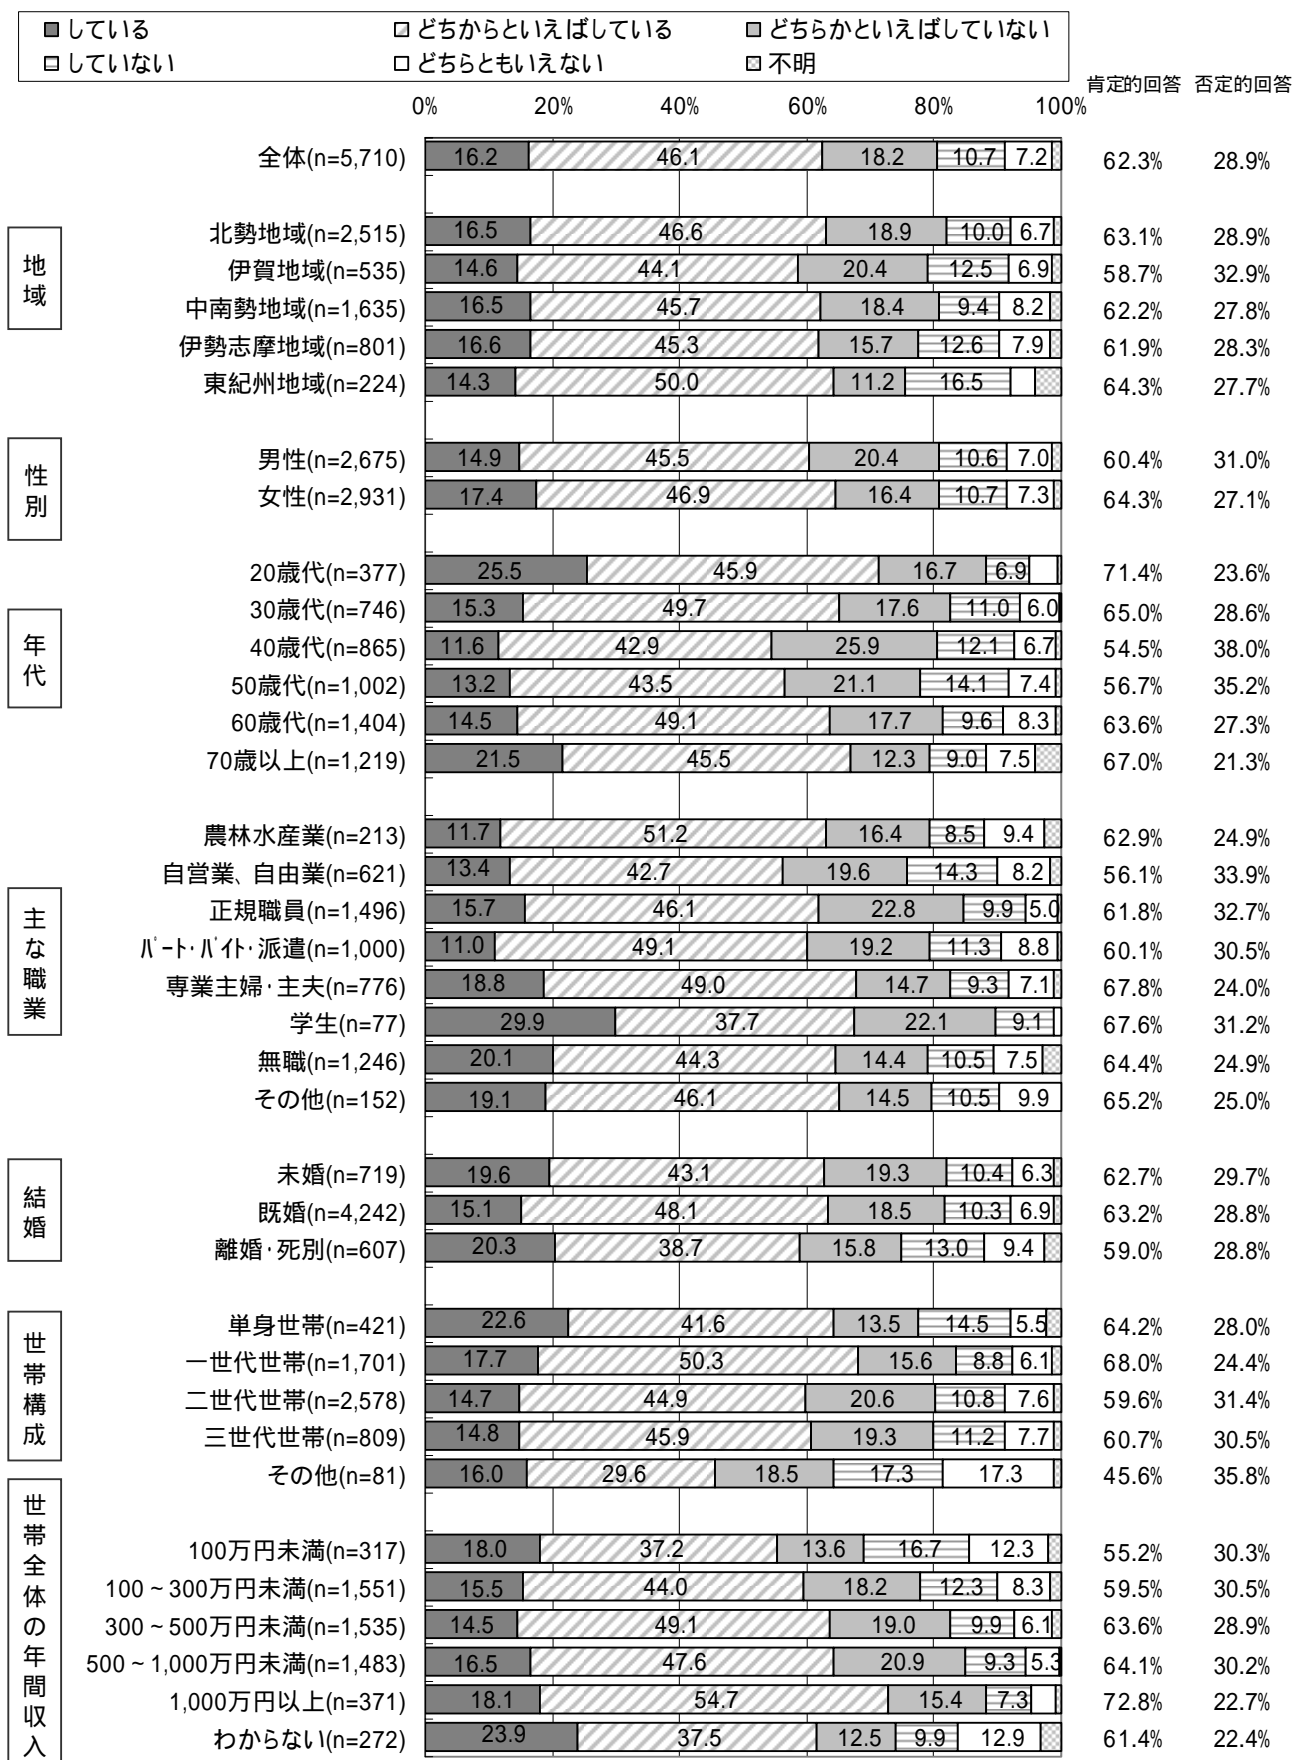 している どちからといえばしている どちらかといえばしていない
していない どちらともいえない 不明
肯定的回答 否定的回答
0% 20% 40% 60% 80% 100%
全体(n=5,710) 16.2 46.1 18.2 10.7 7.2 62.3% 28.9%
地域
北勢地域(n=2,515) 16.5 46.6 18.9 10.0 6.7 63.1% 28.9%
伊賀地域(n=535) 14.6 44.1 20.4 12.5 6.9 58.7% 32.9%
中南勢地域(n=1,635) 16.5 45.7 18.4 9.4 8.2 62.2% 27.8%
伊勢志摩地域(n=801) 16.6 45.3 15.7 12.6 7.9 61.9% 28.3%
東紀州地域(n=224) 14.3 50.0 11.2 16.5 64.3% 27.7%
性別
男性(n=2,675) 14.9 45.5 20.4 10.6 7.0 60.4% 31.0%
女性(n=2,931) 17.4 46.9 16.4 10.7 7.3 64.3% 27.1%
年代
20歳代(n=377) 25.5 45.9 16.7 6.9 71.4% 23.6%
30歳代(n=746) 15.3 49.7 17.6 11.0 6.0 65.0% 28.6%
40歳代(n=865) 11.6 42.9 25.9 12.1 6.7 54.5% 38.0%
50歳代(n=1,002) 13.2 43.5 21.1 14.1 7.4 56.7% 35.2%
60歳代(n=1,404) 14.5 49.1 17.7 9.6 8.3 63.6% 27.3%
70歳以上(n=1,219) 21.5 45.5 12.3 9.0 7.5 67.0% 21.3%
主な職業
農林水産業(n=213) 11.7 51.2 16.4 8.5 9.4 62.9% 24.9%
自営業、自由業(n=621) 13.4 42.7 19.6 14.3 8.2 56.1% 33.9%
正規職員(n=1,496) 15.7 46.1 22.8 9.9 5.0 61.8% 32.7%
ﾊﾟｰﾄ･ﾊﾞｲﾄ･派遣(n=1,000) 11.0 49.1 19.2 11.3 8.8 60.1% 30.5%
専業主婦･主夫(n=776) 18.8 49.0 14.7 9.3 7.1 67.8% 24.0%
学生(n=77) 29.9 37.7 22.1 9.1 67.6% 31.2%
無職(n=1,246) 20.1 44.3 14.4 10.5 7.5 64.4% 24.9%
その他(n=152) 19.1 46.1 14.5 10.5 9.9 65.2% 25.0%
結婚
未婚(n=719) 19.6 43.1 19.3 10.4 6.3 62.7% 29.7%
既婚(n=4,242) 15.1 48.1 18.5 10.3 6.9 63.2% 28.8%
離婚･死別(n=607) 20.3 38.7 15.8 13.0 9.4 59.0% 28.8%
世帯構成
単身世帯(n=421) 22.6 41.6 13.5 14.5 5.5 64.2% 28.0%
一世代世帯(n=1,701) 17.7 50.3 15.6 8.8 6.1 68.0% 24.4%
二世代世帯(n=2,578) 14.7 44.9 20.6 10.8 7.6 59.6% 31.4%
三世代世帯(n=809) 14.8 45.9 19.3 11.2 7.7 60.7% 30.5%
その他(n=81) 16.0 29.6 18.5 17.3 17.3 45.6% 35.8%
世帯全体の年間収入
100万円未満(n=317) 18.0 37.2 13.6 16.7 12.3 55.2% 30.3%
100～300万円未満(n=1,551) 15.5 44.0 18.2 12.3 8.3 59.5% 30.5%
300～500万円未満(n=1,535) 14.5 49.1 19.0 9.9 6.1 63.6% 28.9%
500～1,000万円未満(n=1,483) 16.5 47.6 20.9 9.3 5.3 64.1% 30.2%
1,000万円以上(n=371) 18.1 54.7 15.4 7.3 72.8% 22.7%
わからない(n=272) 23.9 37.5 12.5 9.9 12.9 61.4% 22.4%